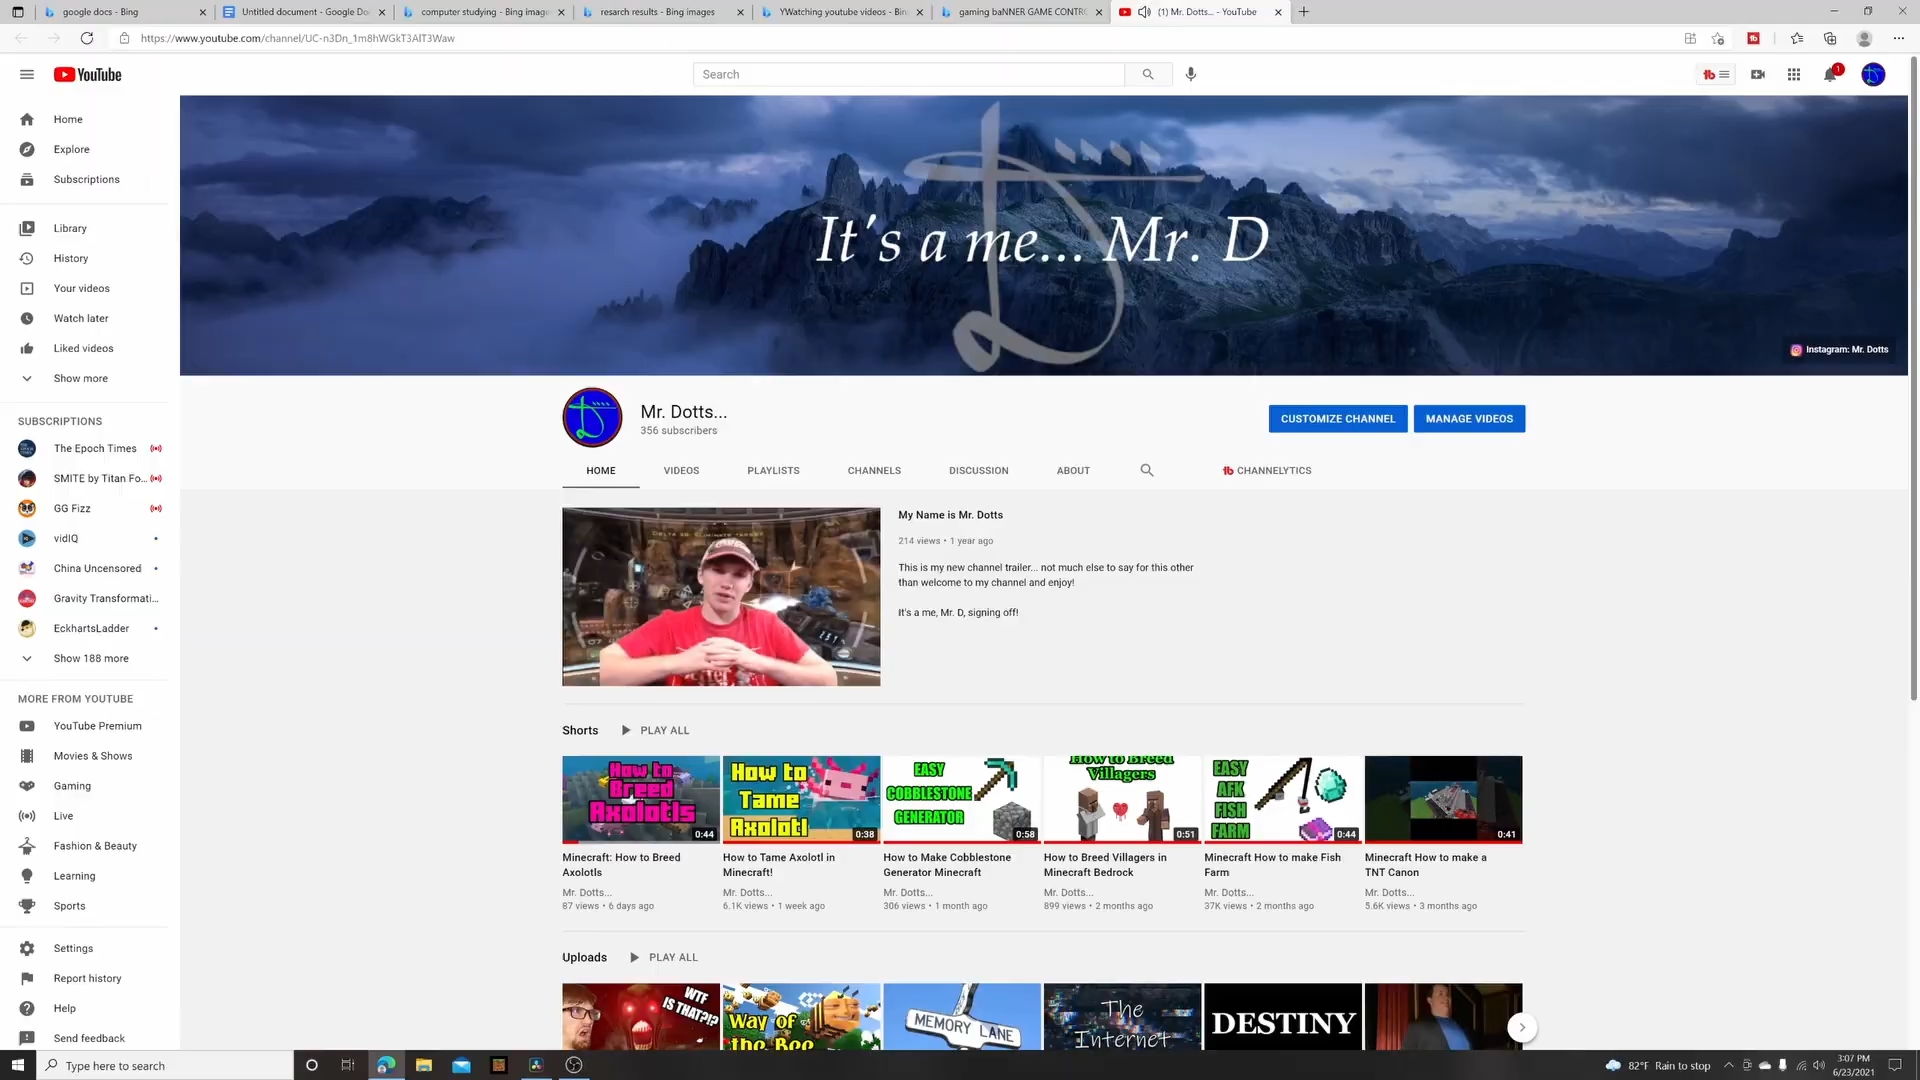 google docs - Bing
Untitled document - Google Do
computer studying - Bing image
resarch results - Bing images
YWatching youtube videos - Bin
gaming baNNER GAME CONTR
(1) Mr. Dotts... - YouTube
https://www.youtube.com/channel/UC-n3Dn_1m8hWGkT3AIT3Waw
YouTube
Search
1
Home
Explore
Subscriptions
Library
History
Your videos
Watch later
Liked videos
Show more
SUBSCRIPTIONS
The Epoch Times
SMITE by Titan Fo...
GG Fizz
vidIQ
China Uncensored
Gravity Transformati...
EckhartsLadder
Show 188 more
MORE FROM YOUTUBE
YouTube Premium
Movies & Shows
Gaming
Live
Fashion & Beauty
Learning
Sports
Settings
Report history
Help
Send feedback
It's a me... Mr. D
Instagram: Mr. Dotts
Mr. Dotts...
356 subscribers
CUSTOMIZE CHANNEL
MANAGE VIDEOS
HOME VIDEOS PLAYLISTS CHANNELS DISCUSSION ABOUT CHANNELYTICS
My Name is Mr. Dotts
214 views • 1 year ago
This is my new channel trailer... not much else to say for this other
than welcome to my channel and enjoy!
It's a me, Mr. D, signing off!
Shorts PLAY ALL
How to
Breed
Axolotls
0:44
Minecraft: How to Breed
Axolotls
Mr. Dotts...
87 views • 6 days ago
How to
Tame
Axolotl
0:38
How to Tame Axolotl in
Minecraft!
Mr. Dotts...
6.1K views • 1 week ago
EASY
COBBLESTONE
GENERATOR
0:58
How to Make Cobblestone
Generator Minecraft
Mr. Dotts...
306 views • 1 month ago
How to Breed
Villagers
0:51
How to Breed Villagers in
Minecraft Bedrock
Mr. Dotts...
899 views • 2 months ago
EASY
AFK
FISH
FARM
0:44
Minecraft How to make Fish
Farm
Mr. Dotts...
37K views • 2 months ago
0:41
Minecraft How to make a
TNT Canon
Mr. Dotts...
5.6K views • 3 months ago
Uploads PLAY ALL
WTF
IS THAT?!?
Way of
the Bee
MEMORY LANE
The
Internet
DESTINY
Type here to search
82°F Rain to stop
3:07 PM
6/23/2021